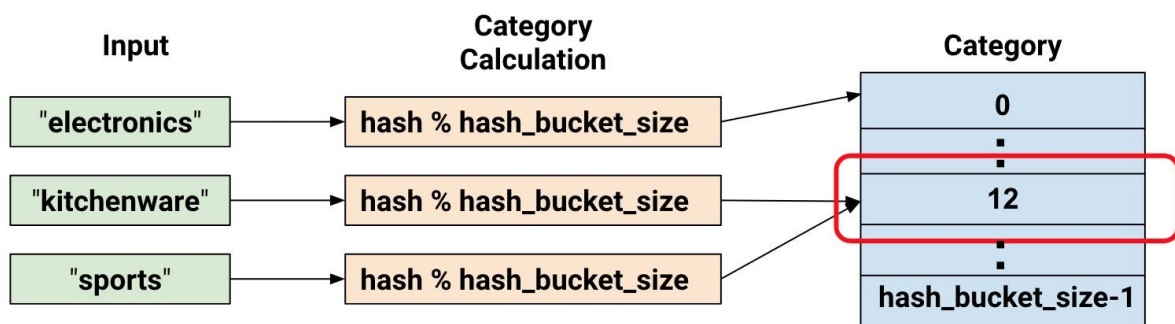 Input
Category
Calculation
Category
"electronics"
hash % hash_bucket_size
0
"kitchenware"
hash % hash_bucket_size
12
"sports"
hash % hash_bucket_size
hash_bucket_size-1